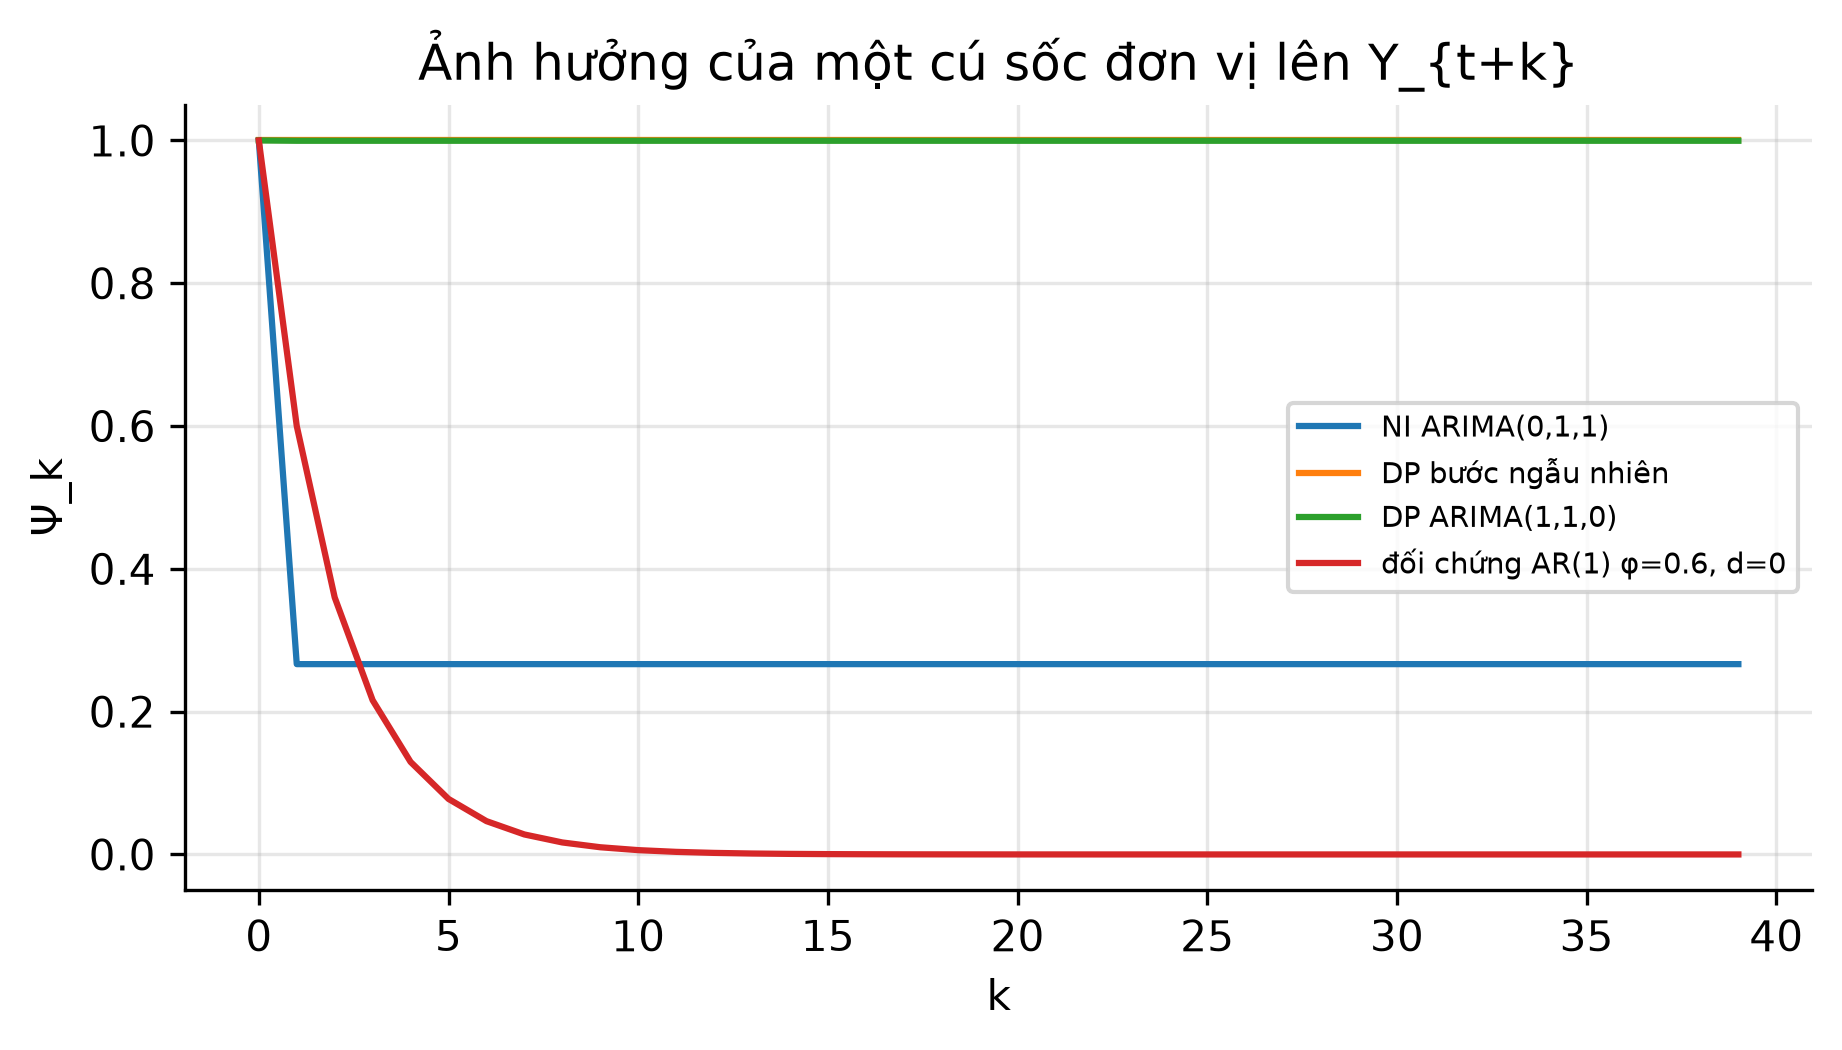 Ảnh hưởng của một cú sốc đơn vị lên Y_{t+k}
Ψ_k
1.0
0.8
0.6
0.4
0.2
0.0
NI ARIMA(0,1,1)
DP bước ngẫu nhiên
DP ARIMA(1,1,0)
đối chứng AR(1) φ=0.6, d=0
0 5 10 15 20 25 30 35 40
k